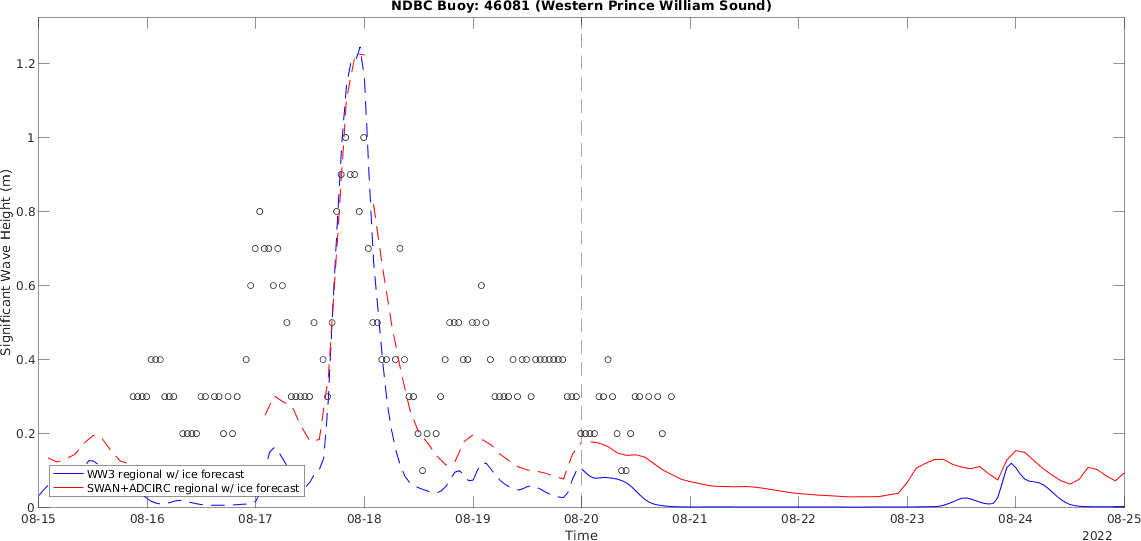 NDBC Buoy: 46081 (Western Prince William Sound)
Significant Wave Height (m)
1.2
1
0.8
0.6
0.4
0.2
0
WW3 regional w/ ice forecast
SWAN+ADCIRC regional w/ ice forecast
08-15 08-16 08-17 08-18 08-19 08-20 08-21 08-22 08-23 08-24 08-25
Time
2022